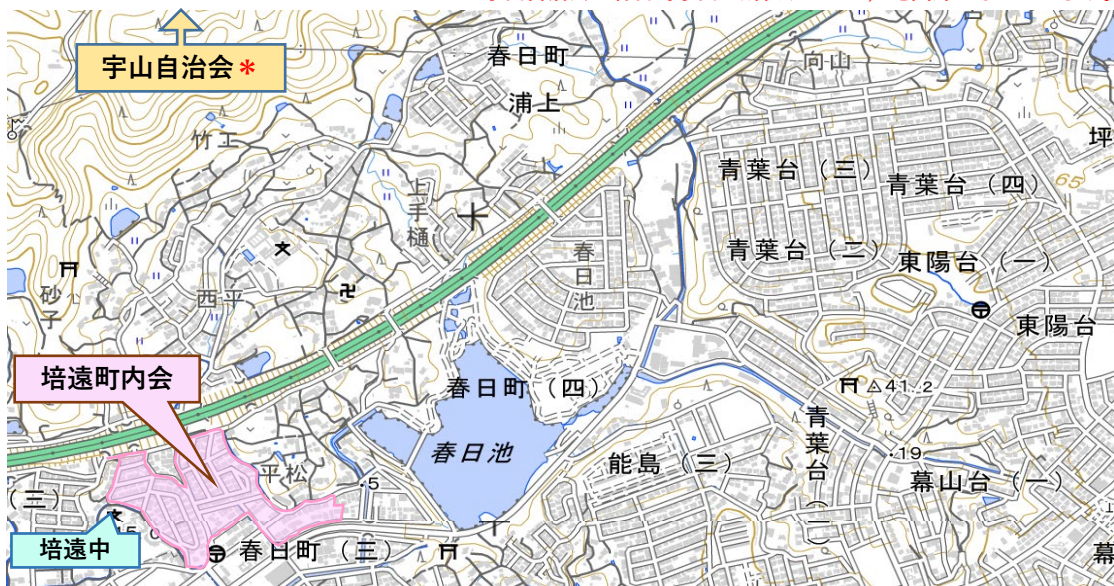 宇山自治会*
春日町
浦上
向山
竹工
上手樋
青葉台(三)
青葉台(四)
坪
65
春日池
青葉台(二)
東陽台(一)
西平
砂子
東陽台
培遠町内会
春日町(四)
41.2
春日池
青葉台(二)
能島(三)
19
幕山台(一)
平松
5
(三)
培遠中
春日町(三)
幕